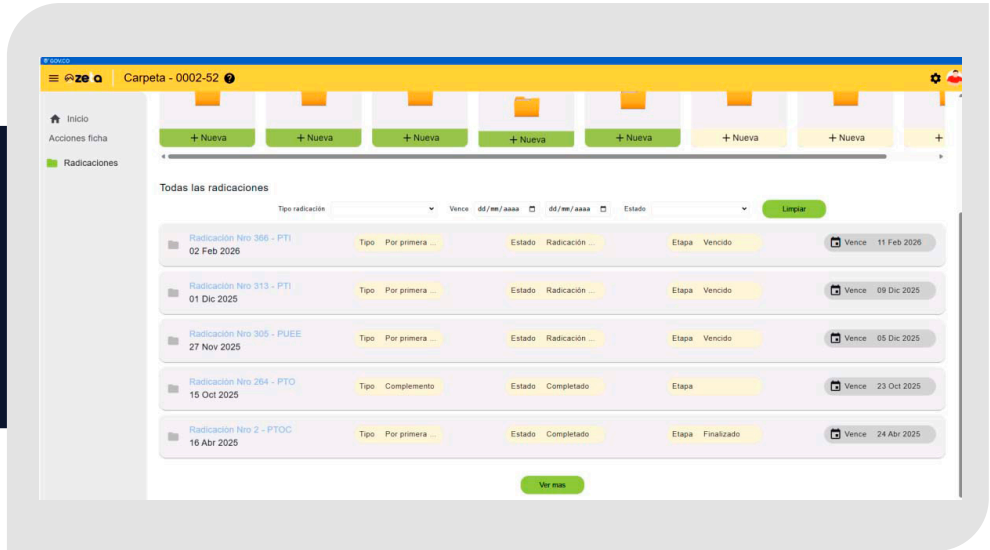 GOV.CO
Carpeta - 0002-52
Inicio
Acciones ficha
Radicaciones
+ Nueva + Nueva + Nueva + Nueva + Nueva + Nueva + Nueva +
Todas las radicaciones
Tipo radicación Vence dd/mm/aaaa dd/mm/aaaa Estado Limpiar
Radicación Nro 366 - PTI
02 Feb 2026
Tipo Por primera ... Estado Radicación ... Etapa Vencido Vence 11 Feb 2026
Radicación Nro 313 - PTI
01 Dic 2025
Tipo Por primera ... Estado Radicación ... Etapa Vencido Vence 09 Dic 2025
Radicación Nro 305 - PUEE
27 Nov 2025
Tipo Por primera ... Estado Radicación ... Etapa Vencido Vence 05 Dic 2025
Radicación Nro 264 - PTO
15 Oct 2025
Tipo Complemento Estado Completado Etapa Vence 23 Oct 2025
Radicación Nro 2 - PTOC
16 Abr 2025
Tipo Por primera ... Estado Completado Etapa Finalizado Vence 24 Abr 2025
Ver mas